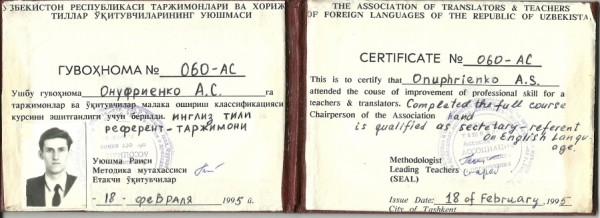 УЗБЕКИСТОН РЕСПУБЛИКАСИ ТАРЖИМОНЛАРИ ВА ХОРИЖ
ТИЛЛАР ЎҚИТУВЧИЛАРИНИНГ УЮШМАСИ
ГУВОҲНОМА № 060-АС
Ушбу гувоҳнома Онуфриенко А.С. га
таржимонлар ва ўқитувчилар малака ошириш классификацияси
курсини эшитганлиги учун берилди. ИНГЛИЗ ТИЛИ
РЕФЕРЕНТ-ТАРЖИМОНИ
Уюшма Раиси
Методика мутахассиси
Етакчи ўқитувчилар
"18" февраля 1995 й.
THE ASSOCIATION OF TRANSLATORS & TEACHERS
OF FOREIGN LANGUAGES OF THE REPUBLIC OF UZBEKISTA
CERTIFICATE № 060-AC
This is to certify that Onuphrienko A.S.
attended the couse of improvement of professional skill for a
teachers & translators. Completed the full course
Chairperson of the Association hand
is qualified as secretary-referent
on English Langu-
age.
Methodologist
Leading Teachers
(SEAL)
Issue Date: 18 of February, 1995
City of Tashkent